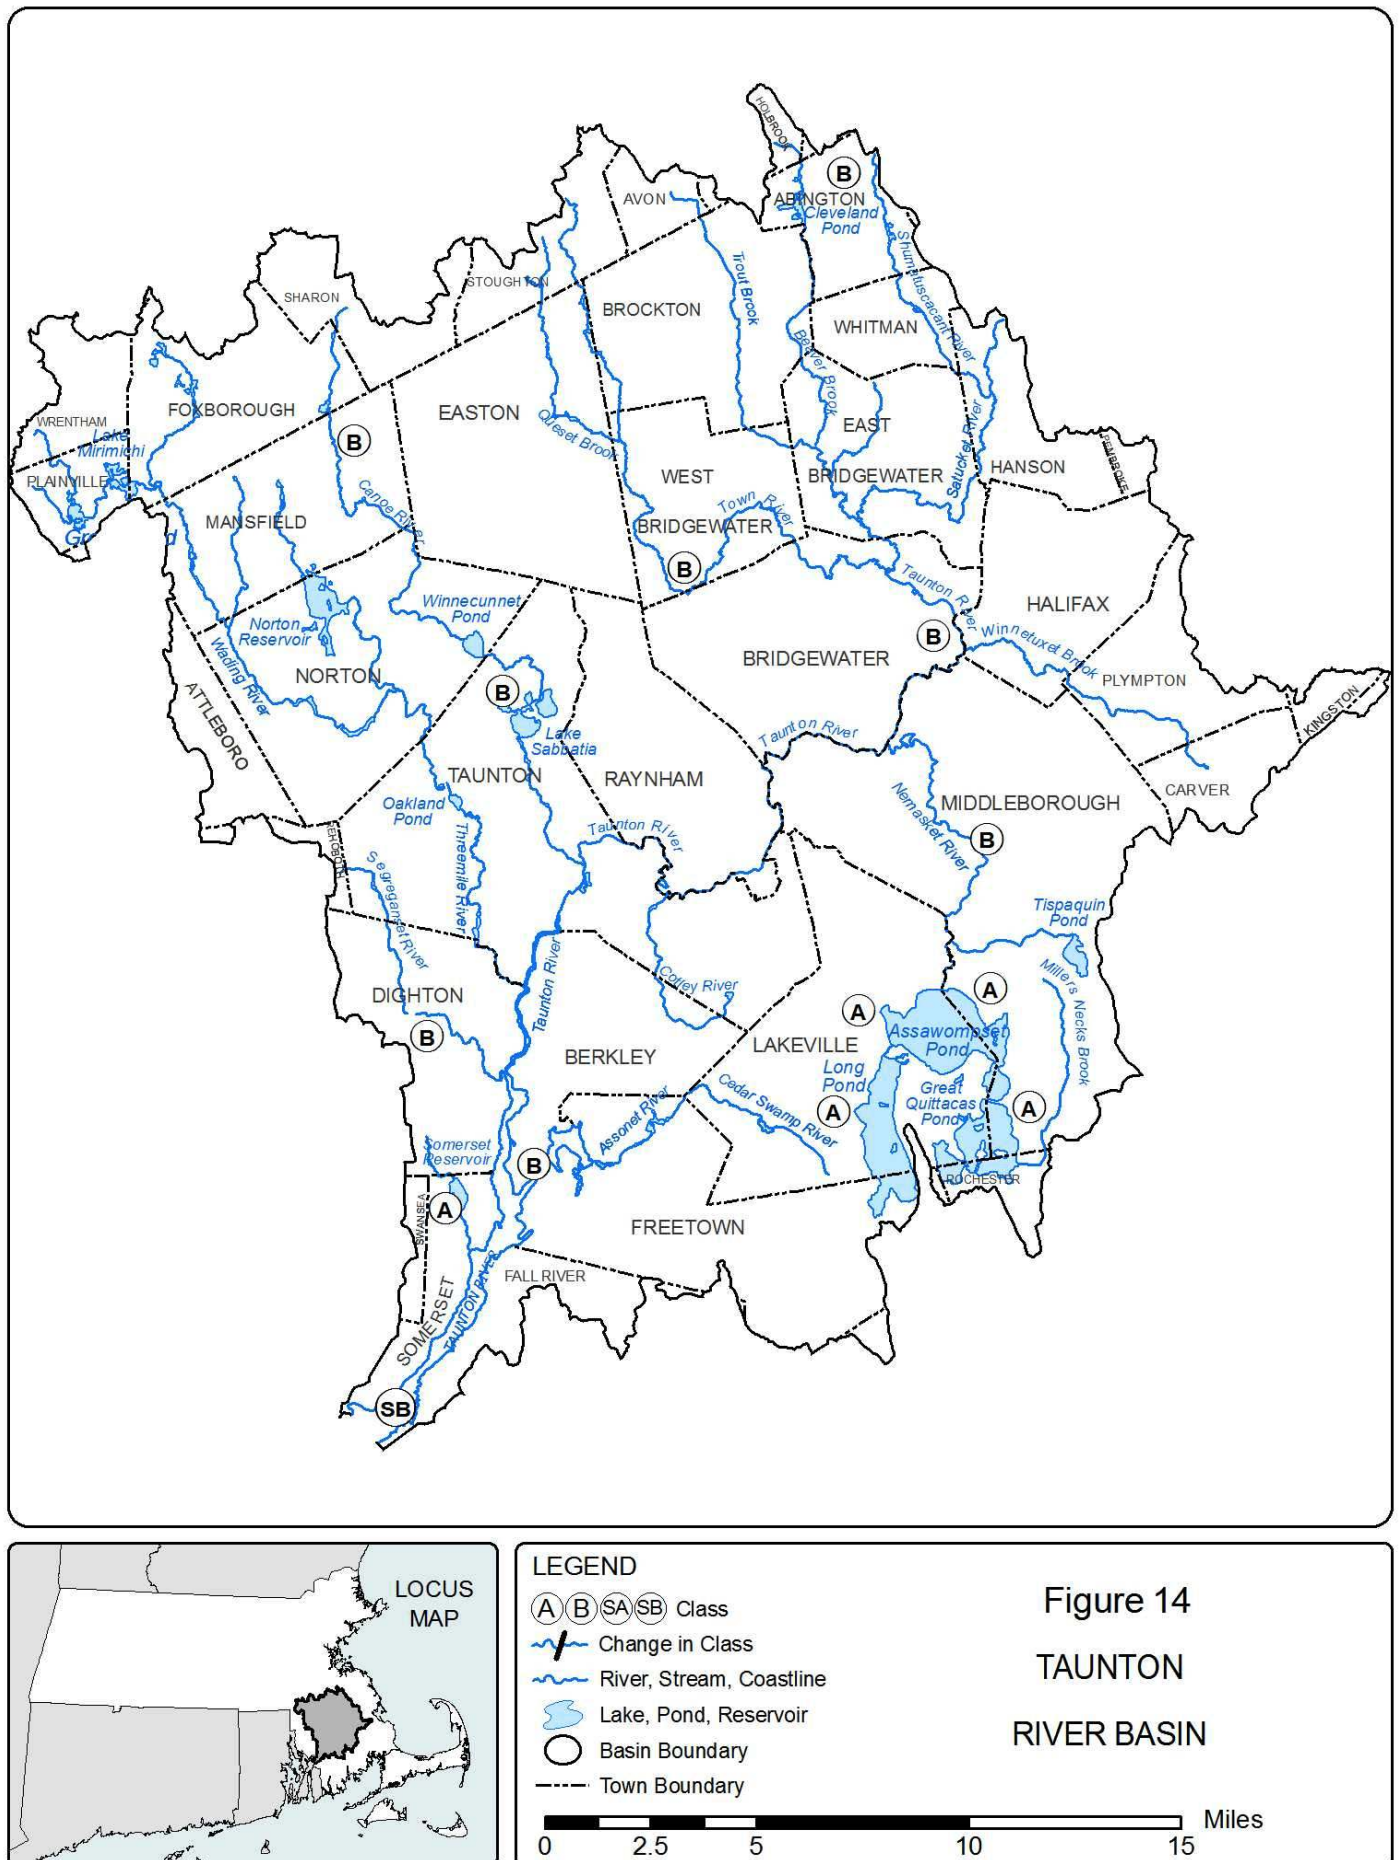 HOLBROOK
B
AVON
ABINGTON
Cleveland
Pond
Shumatuscacant River
STOUGHTON
SHARON
Trout Brook
BROCKTON
WHITMAN
Beaver Brook
WRENTHAM
FOXBOROUGH
EASTON
Queset Brook
EAST
BRIDGEWATER
Satucket River
HANSON
PEMBROKE
Lake
Mirimichi
B
PLAINVILLE
WEST
BRIDGEWATER
Town River
Canoe River
MANSFIELD
B
Taunton River
Winnecunnet
Pond
HALIFAX
Norton
Reservoir
B
Winnetuxet Brook
Wading River
NORTON
BRIDGEWATER
PLYMPTON
ATTLEBORO
B
KINGSTON
Taunton River
Lake
Sabbatia
TAUNTON
RAYNHAM
CARVER
Oakland
Pond
MIDDLEBOROUGH
Nemasket River
B
Threemile River
Taunton River
REHOBOTH
Segreganset River
Tispaquin
Pond
Taunton River
Coffey River
Millers Necks Brook
DIGHTON
A
A
B
Assawompset
Pond
BERKLEY
LAKEVILLE
Long
Pond
Great
Quittacas
Pond
Cedar Swamp River
A
A
Assonet River
Somerset
Reservoir
B
ROCHESTER
SWANSEA
A
FREETOWN
FALL RIVER
TAUNTON RIVER
SOMERSET
SB
LOCUS
MAP
LEGEND
A B SA SB Class
Change in Class
River, Stream, Coastline
Lake, Pond, Reservoir
Basin Boundary
Town Boundary
Figure 14
TAUNTON
RIVER BASIN
Miles
0 2.5 5 10 15